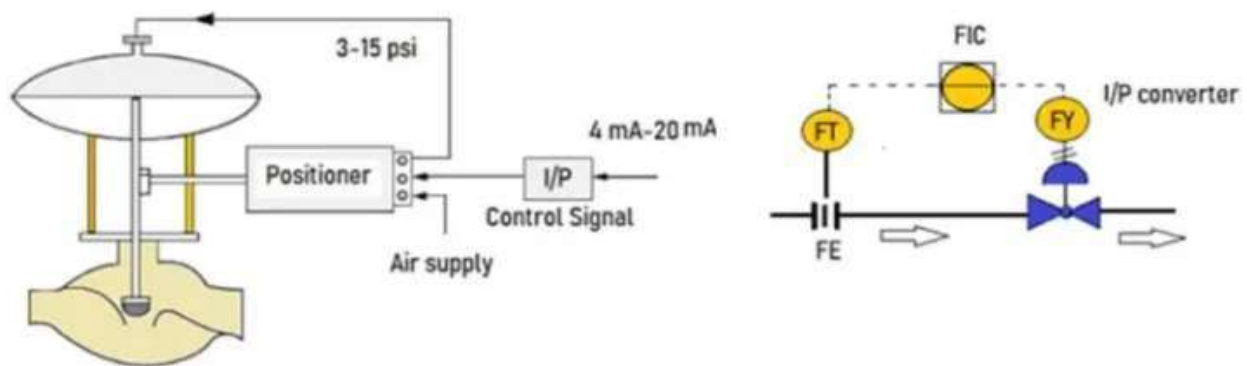 3-15 psi
4 mA-20 mA
Positioner
I/P
Control Signal
Air supply
FIC
I/P converter
FT
FY
FE